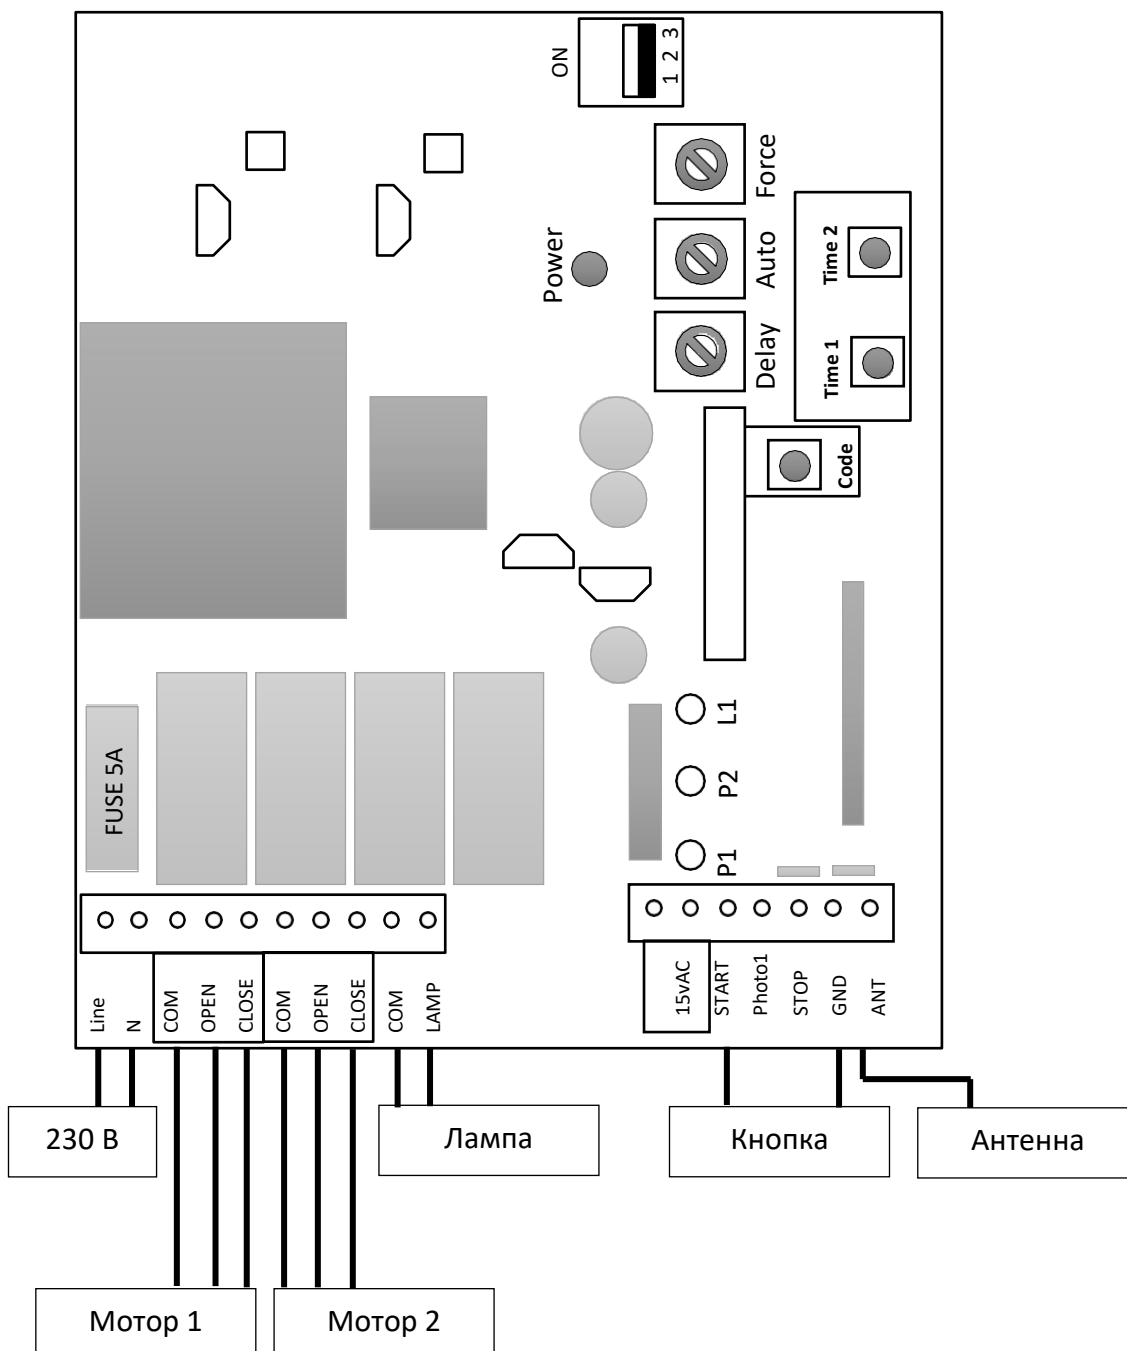 ON
1 2 3
Force
Auto
Delay
Power
Time 2
Time 1
Code
L1
P2
P1
FUSE 5A
Line
N
COM
OPEN
CLOSE
COM
OPEN
CLOSE
COM
LAMP
15vAC
START
Photo1
STOP
GND
ANT
230 В
Лампа
Кнопка
Антенна
Мотор 1
Мотор 2